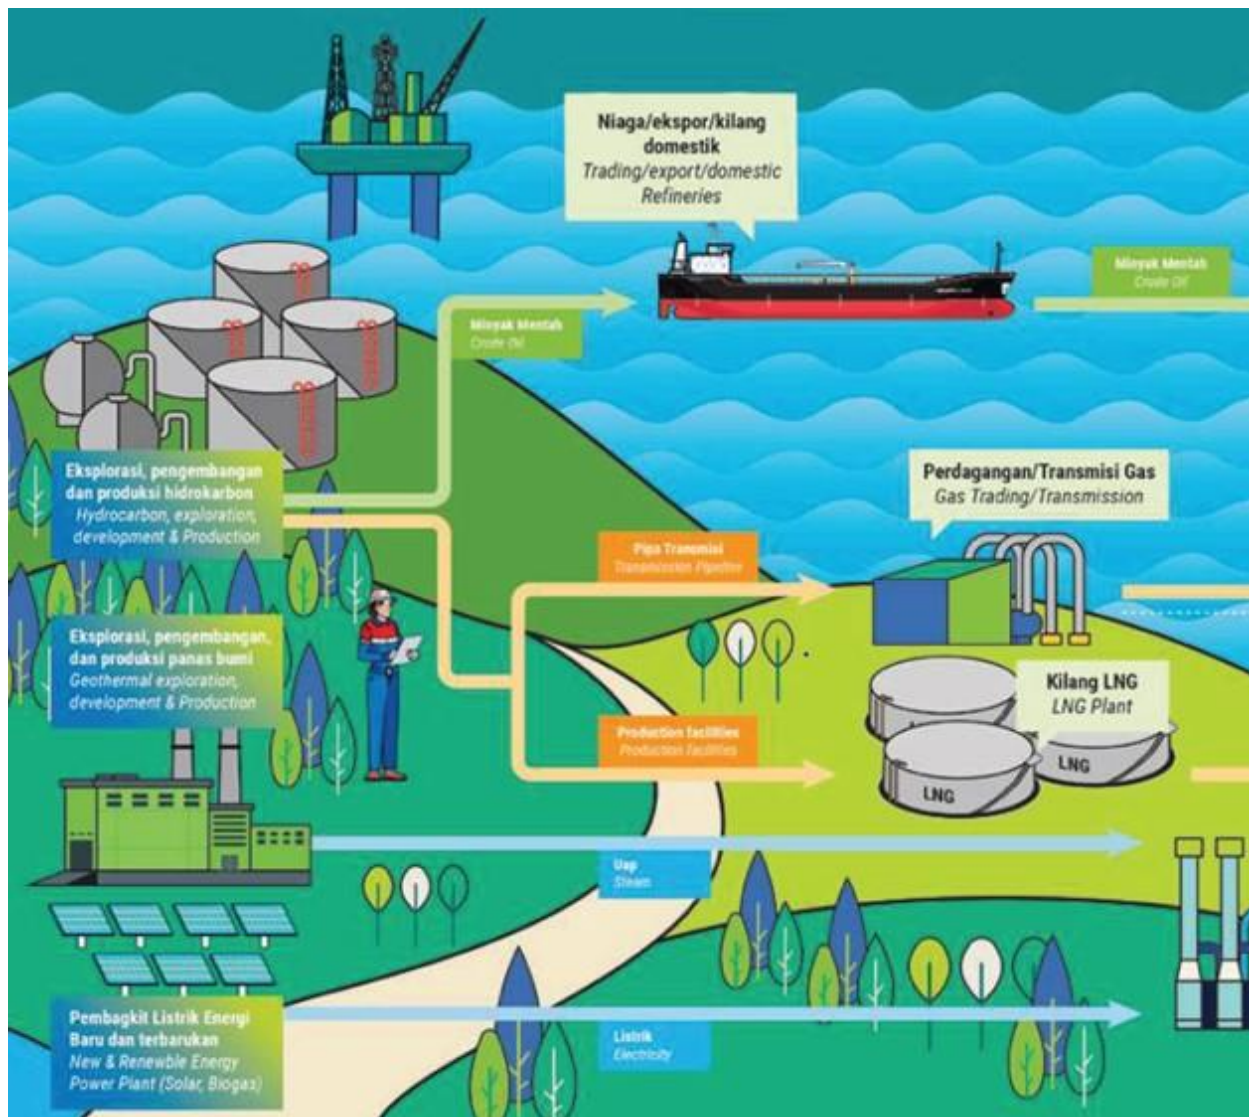 Niaga/ekspor/kilang
domestik
Trading/export/domestic
Refineries
Minyak Mentah
Crude Oil
Minyak Mentah
Crude Oil
Eksplorasi, pengembangan
dan produksi hidrokarbon
Hydrocarbon, exploration,
development & Production
Perdagangan/Transmisi Gas
Gas Trading/Transmission
Pipa Transmisi
Transmission Pipeline
Eksplorasi, pengembangan,
dan produksi panas bumi
Geothermal exploration,
development & Production
Kilang LNG
LNG Plant
Production facilities
Production facilities
LNG
LNG
Uap
Steam
Pembagkit Listrik Energi
Baru dan terbarukan
New & Renewble Energy
Power Plant (Solar, Biogas)
Listrik
Electricity